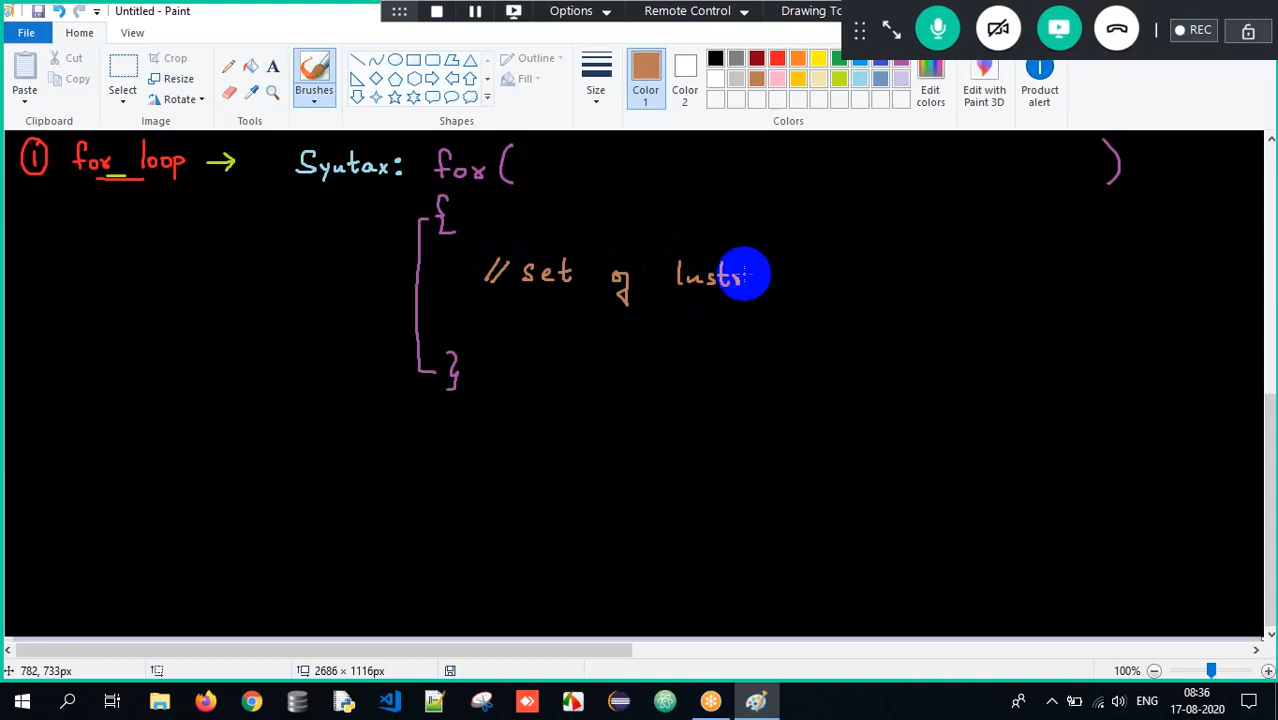 Untitled - Paint
Options
Remote Control
Drawing To
REC
File
Home
View
Paste
Cut
Copy
Clipboard
Select
Crop
Resize
Rotate
Image
Tools
Brushes
Outline
Fill
Shapes
Size
Color 1
Color 2
Edit colors
Colors
Edit with Paint 3D
Product alert
A
1 for_loop → Syntax: for( )
{
// set of Instr
}
782, 733px
2686 × 1116px
100%
ENG
08:36
17-08-2020